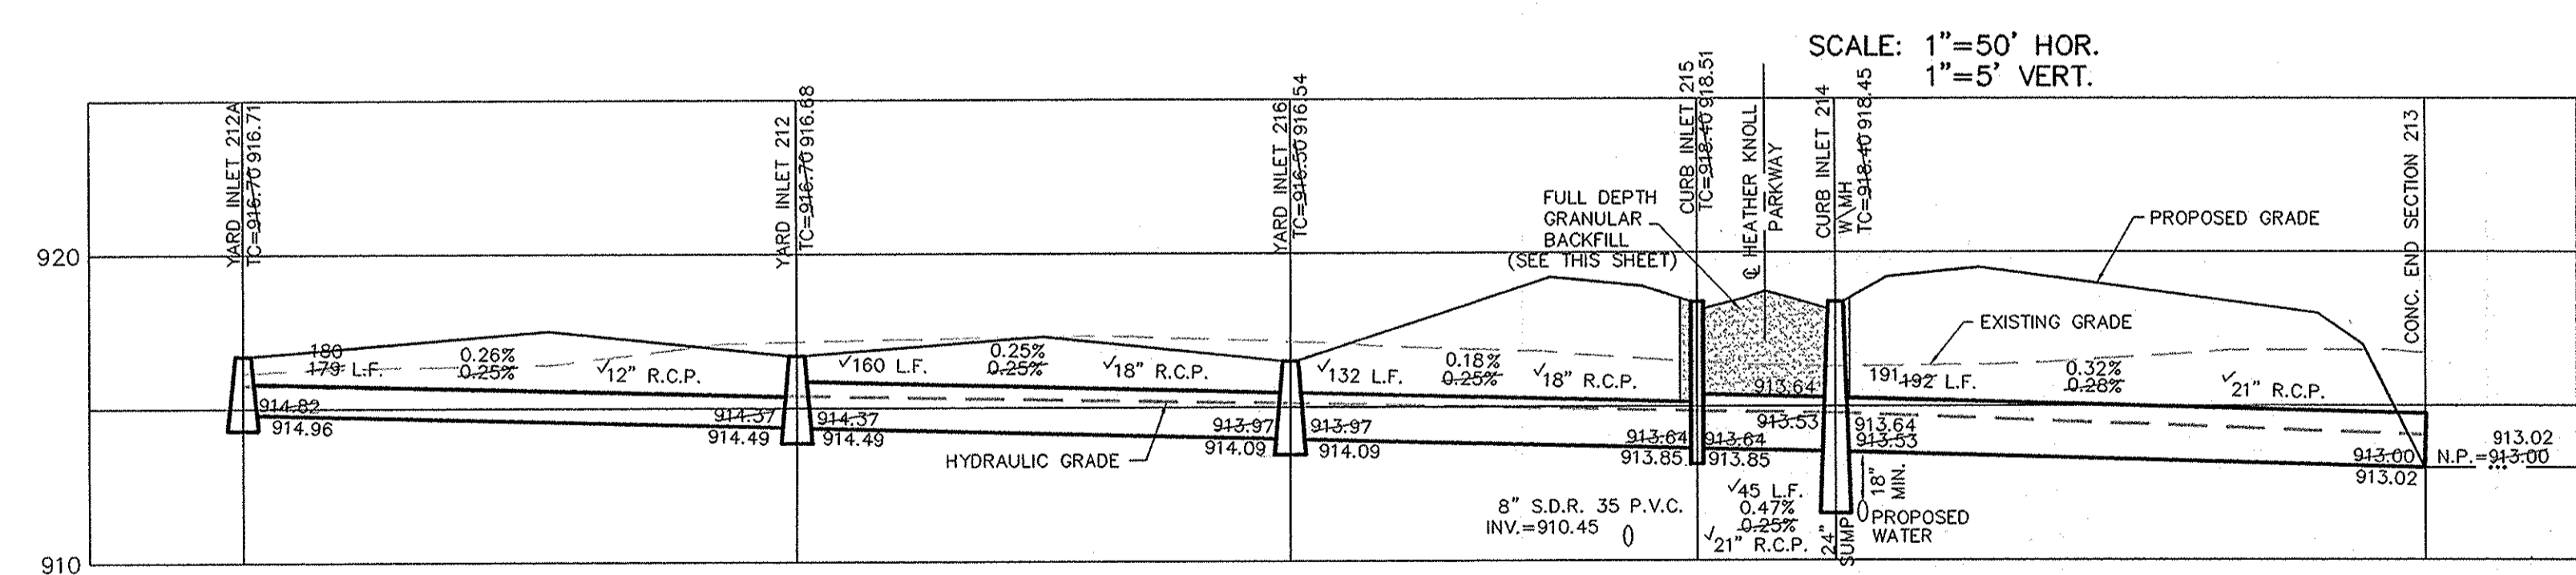 SCALE: 1"=50' HOR.
1"=5' VERT.
YARD INLET 212A
TC=916.70 916.71
YARD INLET 212
TC=916.70 916.68
YARD INLET 216
TC=916.50 916.54
CURB INLET 215
TC=918.40 918.51
℄ HEATHER KNOLL
PARKWAY
CURB INLET 214
W\MH
TC=918.40 918.45
CONC. END SECTION 213
FULL DEPTH
GRANULAR
BACKFILL
(SEE THIS SHEET)
PROPOSED GRADE
EXISTING GRADE
920
910
180
179 L.F.
0.26%
0.25%
✓12" R.C.P.
✓160 L.F.
0.25%
0.25%
✓18" R.C.P.
✓132 L.F.
0.18%
0.25%
✓18" R.C.P.
191 192 L.F.
0.32%
0.28%
✓21" R.C.P.
914.82
914.96
914.37
914.49
914.37
914.49
HYDRAULIC GRADE
913.97
914.09
913.97
914.09
913.64
913.85
913.64
913.85
913.64
913.53
913.64
913.53
913.00
913.02
913.02
N.P.=913.00
8" S.D.R. 35 P.V.C.
INV.=910.45
✓45 L.F.
0.47%
0.25%
✓21" R.C.P.
24"
SUMP
18"
MIN.
PROPOSED
WATER